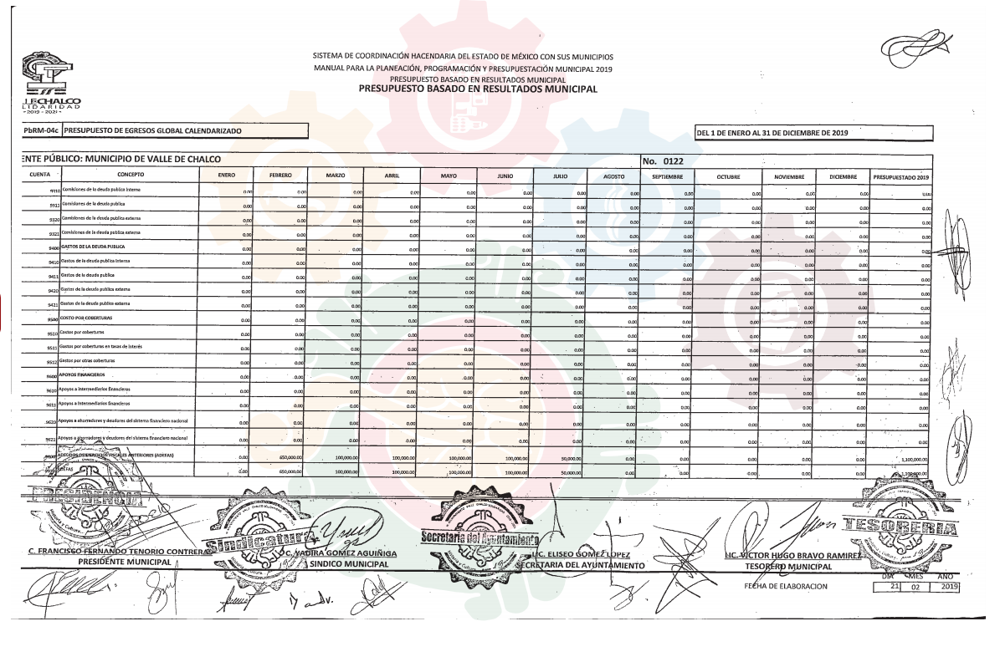 SISTEMA DE COORDINACIÓN HACENDARIA DEL ESTADO DE MÉXICO CON SUS MUNICIPIOS
MANUAL PARA LA PLANEACIÓN, PROGRAMACIÓN Y PRESUPUESTACIÓN MUNICIPAL 2019
PRESUPUESTO BASADO EN RESULTADOS MUNICIPAL
PRESUPUESTO BASADO EN RESULTADOS MUNICIPAL
LIDARIDAD
PbRM-04c PRESUPUESTO DE EGRESOS GLOBAL CALENDARIZADO DEL 1 DE ENERO AL 31 DE DICIEMBRE DE 2019
ENTE PÚBLICO: MUNICIPIO DE VALLE DE CHALCO No. 0122
CUENTA CONCEPTO ENERO FEBRERO MARZO ABRIL MAYO JUNIO JULIO AGOSTO SEPTIEMBRE OCTUBRE NOVIEMBRE DICIEMBRE PRESUPUESTADO 2019
9310 Comisiones de la deuda publica interna 0.00 0.00 0.00 0.00 0.00 0.00 0.00 0.00 0.00 0.00 0.00 0.00 0.00
9311 Comisiones de la deuda publica 0.00 0.00 0.00 0.00 0.00 0.00 0.00 0.00 0.00 0.00 0.00 0.00 0.00
9320 Comisiones de la deuda publica externa 0.00 0.00 0.00 0.00 0.00 0.00 0.00 0.00 0.00 0.00 0.00 0.00 0.00
9321 Comisiones de la deuda publica externa 0.00 0.00 0.00 0.00 0.00 0.00 0.00 0.00 0.00 0.00 0.00 0.00 0.00
9400 GASTOS DE LA DEUDA PUBLICA 0.00 0.00 0.00 0.00 0.00 0.00 0.00 0.00 0.00 0.00 0.00 0.00 0.00
9410 Gastos de la deuda publica interna 0.00 0.00 0.00 0.00 0.00 0.00 0.00 0.00 0.00 0.00 0.00 0.00 0.00
9411 Gastos de la deuda publica 0.00 0.00 0.00 0.00 0.00 0.00 0.00 0.00 0.00 0.00 0.00 0.00 0.00
9420 Gastos de la deuda publica externa 0.00 0.00 0.00 0.00 0.00 0.00 0.00 0.00 0.00 0.00 0.00 0.00 0.00
9421 Gastos de la deuda publica externa 0.00 0.00 0.00 0.00 0.00 0.00 0.00 0.00 0.00 0.00 0.00 0.00 0.00
9500 COSTO POR COBERTURAS 0.00 0.00 0.00 0.00 0.00 0.00 0.00 0.00 0.00 0.00 0.00 0.00 0.00
9510 Costos por coberturas 0.00 0.00 0.00 0.00 0.00 0.00 0.00 0.00 0.00 0.00 0.00 0.00 0.00
9511 Gastos por coberturas en tasas de interés 0.00 0.00 0.00 0.00 0.00 0.00 0.00 0.00 0.00 0.00 0.00 0.00 0.00
9512 Gastos por otras coberturas 0.00 0.00 0.00 0.00 0.00 0.00 0.00 0.00 0.00 0.00 0.00 0.00 0.00
9600 APOYOS FINANCIEROS 0.00 0.00 0.00 0.00 0.00 0.00 0.00 0.00 0.00 0.00 0.00 0.00 0.00
9610 Apoyos a intermediarios financieros 0.00 0.00 0.00 0.00 0.00 0.00 0.00 0.00 0.00 0.00 0.00 0.00 0.00
9611 Apoyos a intermediarios financieros 0.00 0.00 0.00 0.00 0.00 0.00 0.00 0.00 0.00 0.00 0.00 0.00 0.00
9620 Apoyos a ahorradores y deudores del sistema financiero nacional 0.00 0.00 0.00 0.00 0.00 0.00 0.00 0.00 0.00 0.00 0.00 0.00 0.00
9621 Apoyos a ahorradores y deudores del sistema financiero nacional 0.00 0.00 0.00 0.00 0.00 0.00 0.00 0.00 0.00 0.00 0.00 0.00 0.00
ADEUDOS DE EJERCICIOS FISCALES ANTERIORES (ADEFAS) 0.00 650,000.00 100,000.00 100,000.00 100,000.00 100,000.00 50,000.00 0.00 0.00 0.00 0.00 0.00 1,100,000.00
ADEFAS 0.00 650,000.00 100,000.00 100,000.00 100,000.00 100,000.00 50,000.00 0.00 0.00 0.00 0.00 0.00 1,100,000.00
PRESIDENCIA Sindicatura Secretaria del Ayuntamiento TESORERIA
C. FRANCISCO FERNANDO TENORIO CONTRERAS C. YADIRA GOMEZ AGUIÑIGA LIC. ELISEO GOMEZ LOPEZ LIC. VICTOR HUGO BRAVO RAMIREZ
PRESIDENTE MUNICIPAL SINDICO MUNICIPAL SECRETARIA DEL AYUNTAMIENTO TESORERO MUNICIPAL
FECHA DE ELABORACION DIA MES ANO
21 02 2019